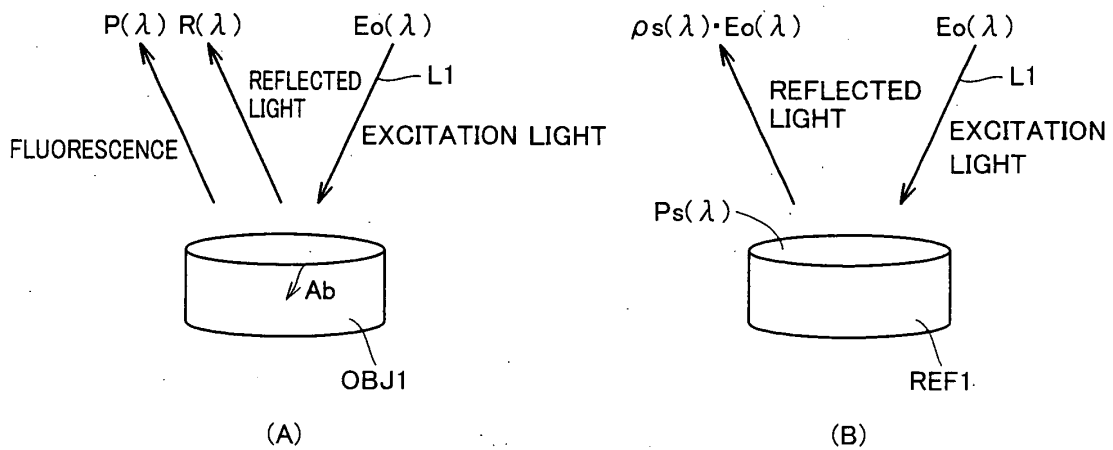 P(λ) R(λ)
Eo(λ)
L1
REFLECTED
LIGHT
EXCITATION LIGHT
FLUORESCENCE
Ab
OBJ1
(A)
ρs(λ)・Eo(λ)
Eo(λ)
L1
REFLECTED
LIGHT
EXCITATION
LIGHT
Ps(λ)
REF1
(B)